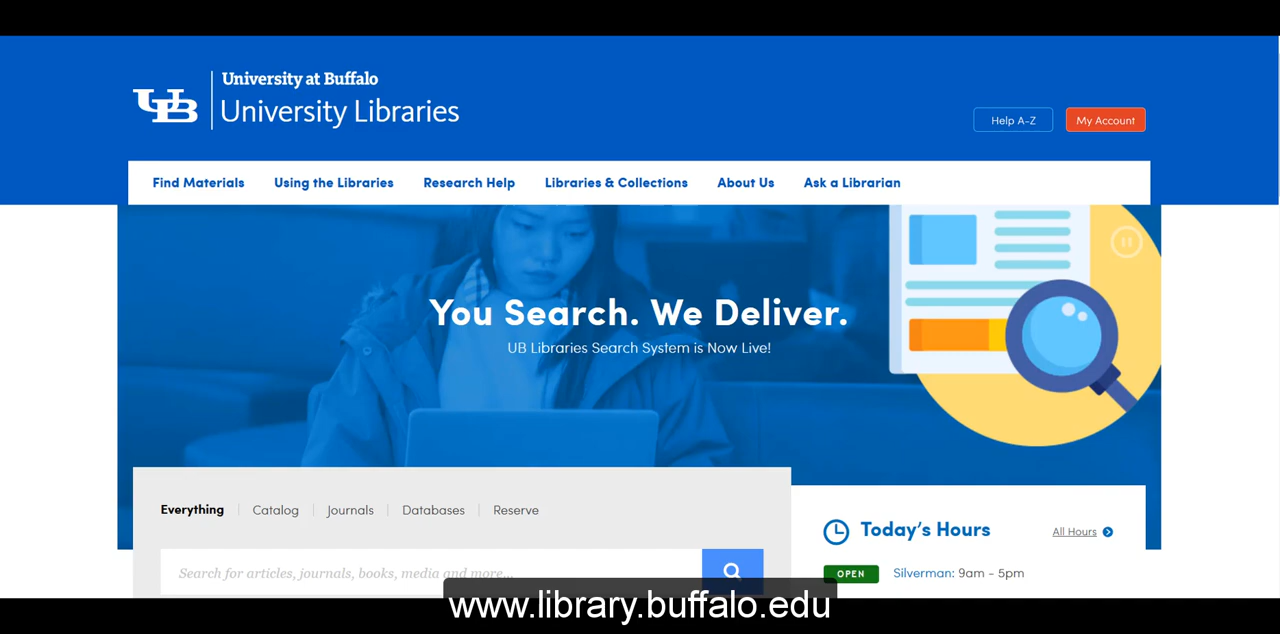 University at Buffalo
UB
University Libraries
Help A-Z
My Account
Find Materials
Using the Libraries
Research Help
Libraries & Collections
About Us
Ask a Librarian
You Search. We Deliver.
UB Libraries Search System is Now Live!
Everything
Catalog
Journals
Databases
Reserve
Search for articles, journals, books, media and more...
Today's Hours
All Hours
OPEN
Silverman: 9am - 5pm
www.library.buffalo.edu